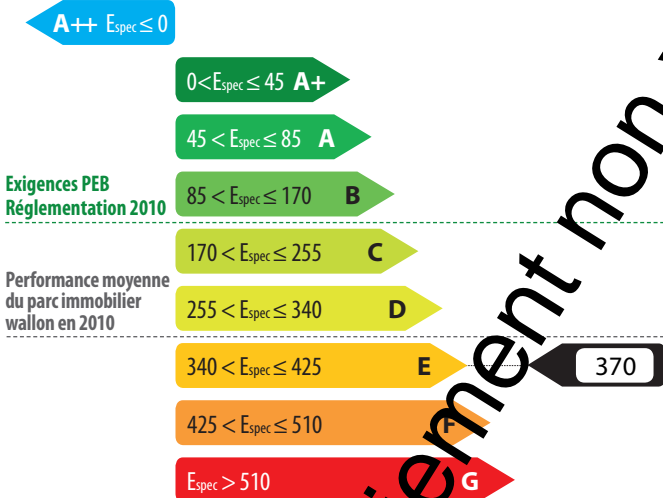 A++ Espec ≤ 0
0<Espec ≤ 45 A+
45 < Espec ≤ 85 A
Exigences PEB
Réglementation 2010
85 < Espec ≤ 170 B
170 < Espec ≤ 255 C
Performance moyenne
du parc immobilier
wallon en 2010
255 < Espec ≤ 340 D
340 < Espec ≤ 425 E
370
425 < Espec ≤ 510 F
Espec > 510 G
ement non